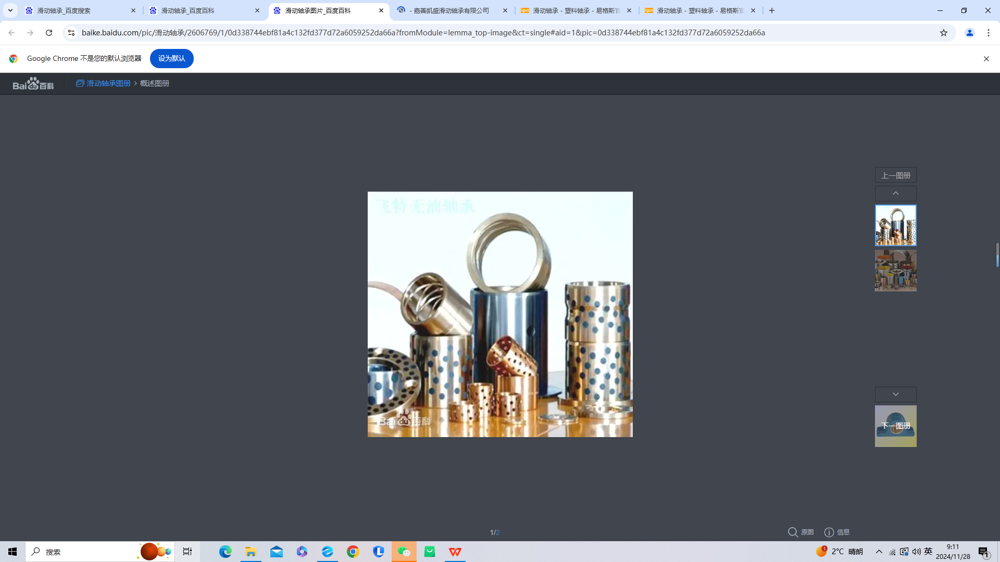 滑动轴承_百度搜索
滑动轴承_百度百科
滑动轴承图片_百度百科
- 嘉善凯盛滑动轴承有限公司
igus 滑动轴承 - 塑料轴承 - 易格斯官
igus 滑动轴承 - 塑料轴承 - 易格斯官
baike.baidu.com/pic/滑动轴承/2606769/1/0d338744ebf81a4c132fd377d72a6059252da66a?fromModule=lemma_top-image&ct=single#aid=1&pic=0d338744ebf81a4c132fd377d72a6059252da66a
Google Chrome 不是您的默认浏览器
设为默认
Bai du 百科
滑动轴承图册 > 概述图册
上一图册
飞特无油轴承
Bai du 百科
下一图册
1/2
原图
信息
搜索
1
2°C 晴朗
英
9:11
2024/11/28
1